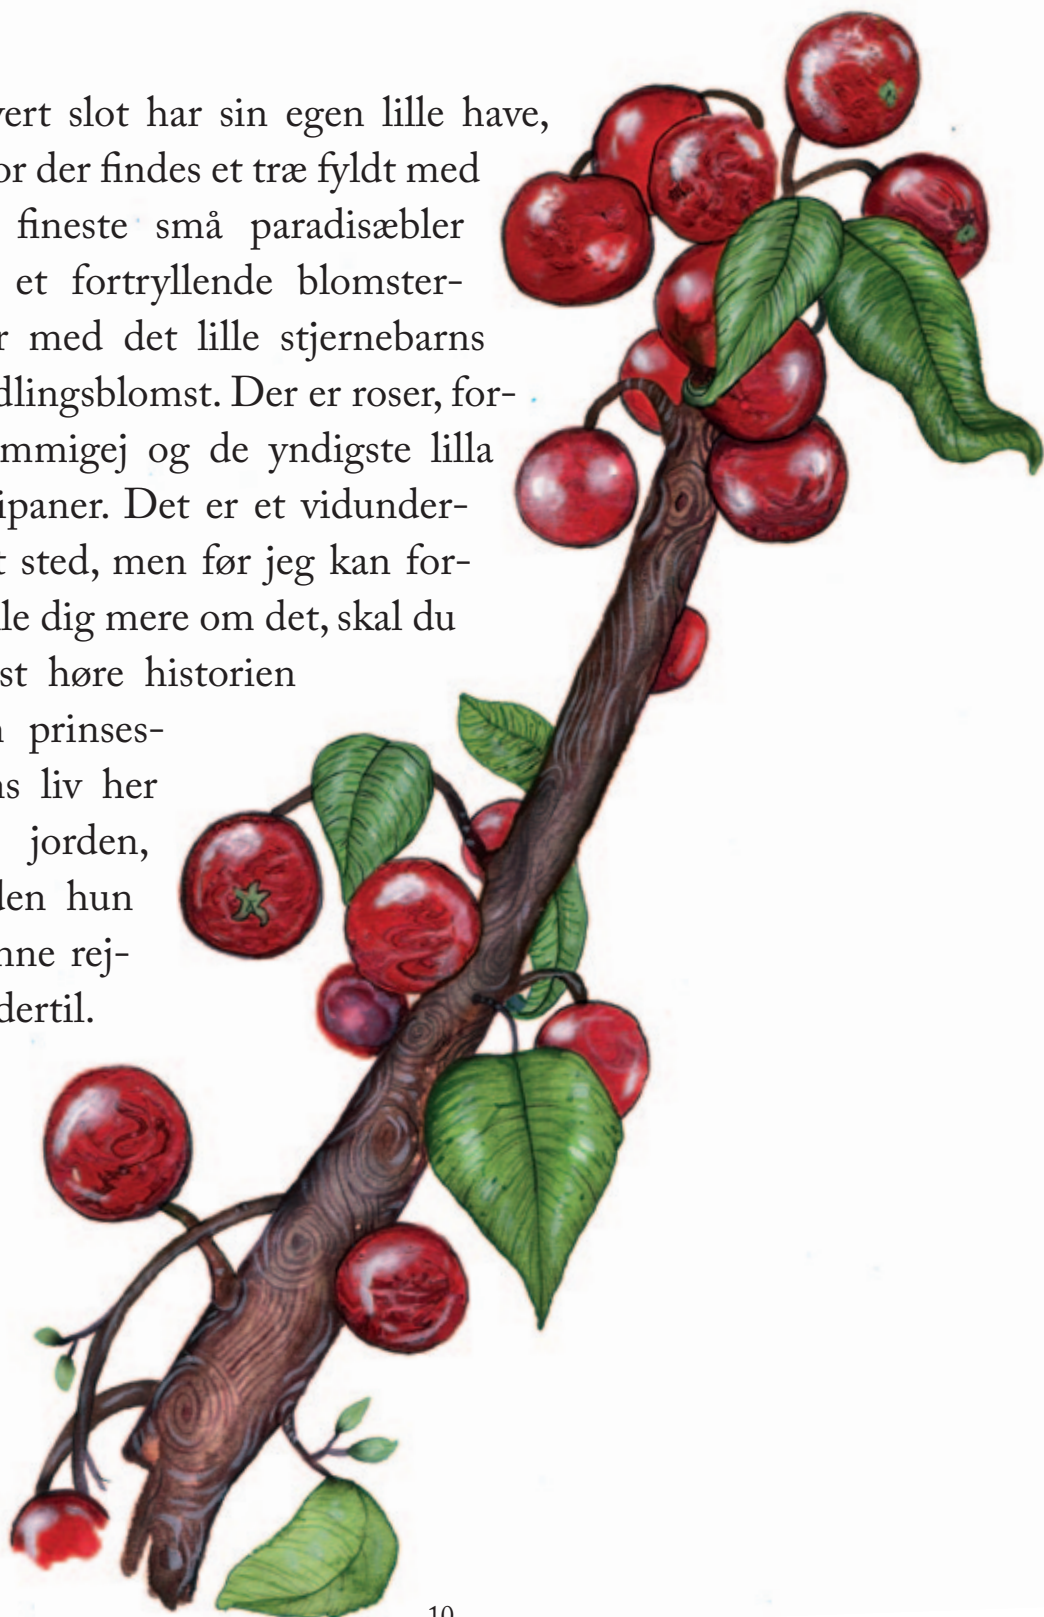 vert slot har sin egen lille have,
or der findes et træ fyldt med
fineste små paradisæbler
et fortryllende blomster-
r med det lille stjernebarns
dlingsblomst. Der er roser, for-
mmigej og de yndigste lilla
ipaner. Det er et vidunder-
t sted, men før jeg kan for-
lle dig mere om det, skal du
st høre historien
prinses-
ns liv her
jorden,
den hun
nne rej-
dertil.
10